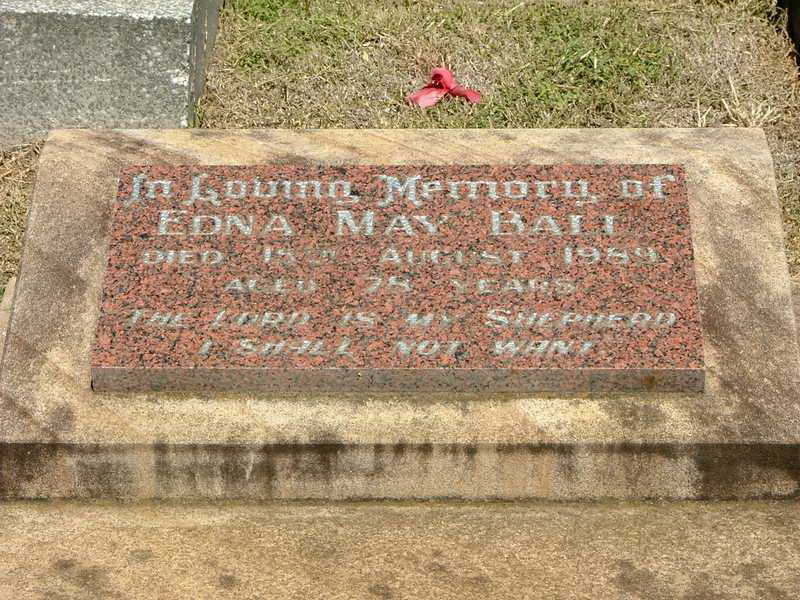 In Loving Memory of
EDNA MAY BALL
DIED 18TH AUGUST 1989
AGED 78 YEARS
THE LORD IS MY SHEPHERD
I SHALL NOT WANT